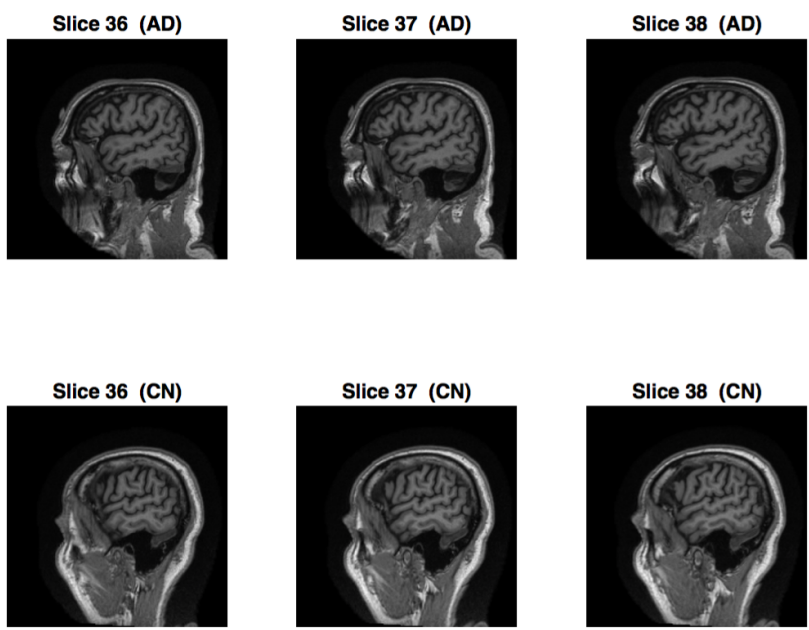 Slice 36 (AD)
Slice 37 (AD)
Slice 38 (AD)
Slice 36 (CN)
Slice 37 (CN)
Slice 38 (CN)